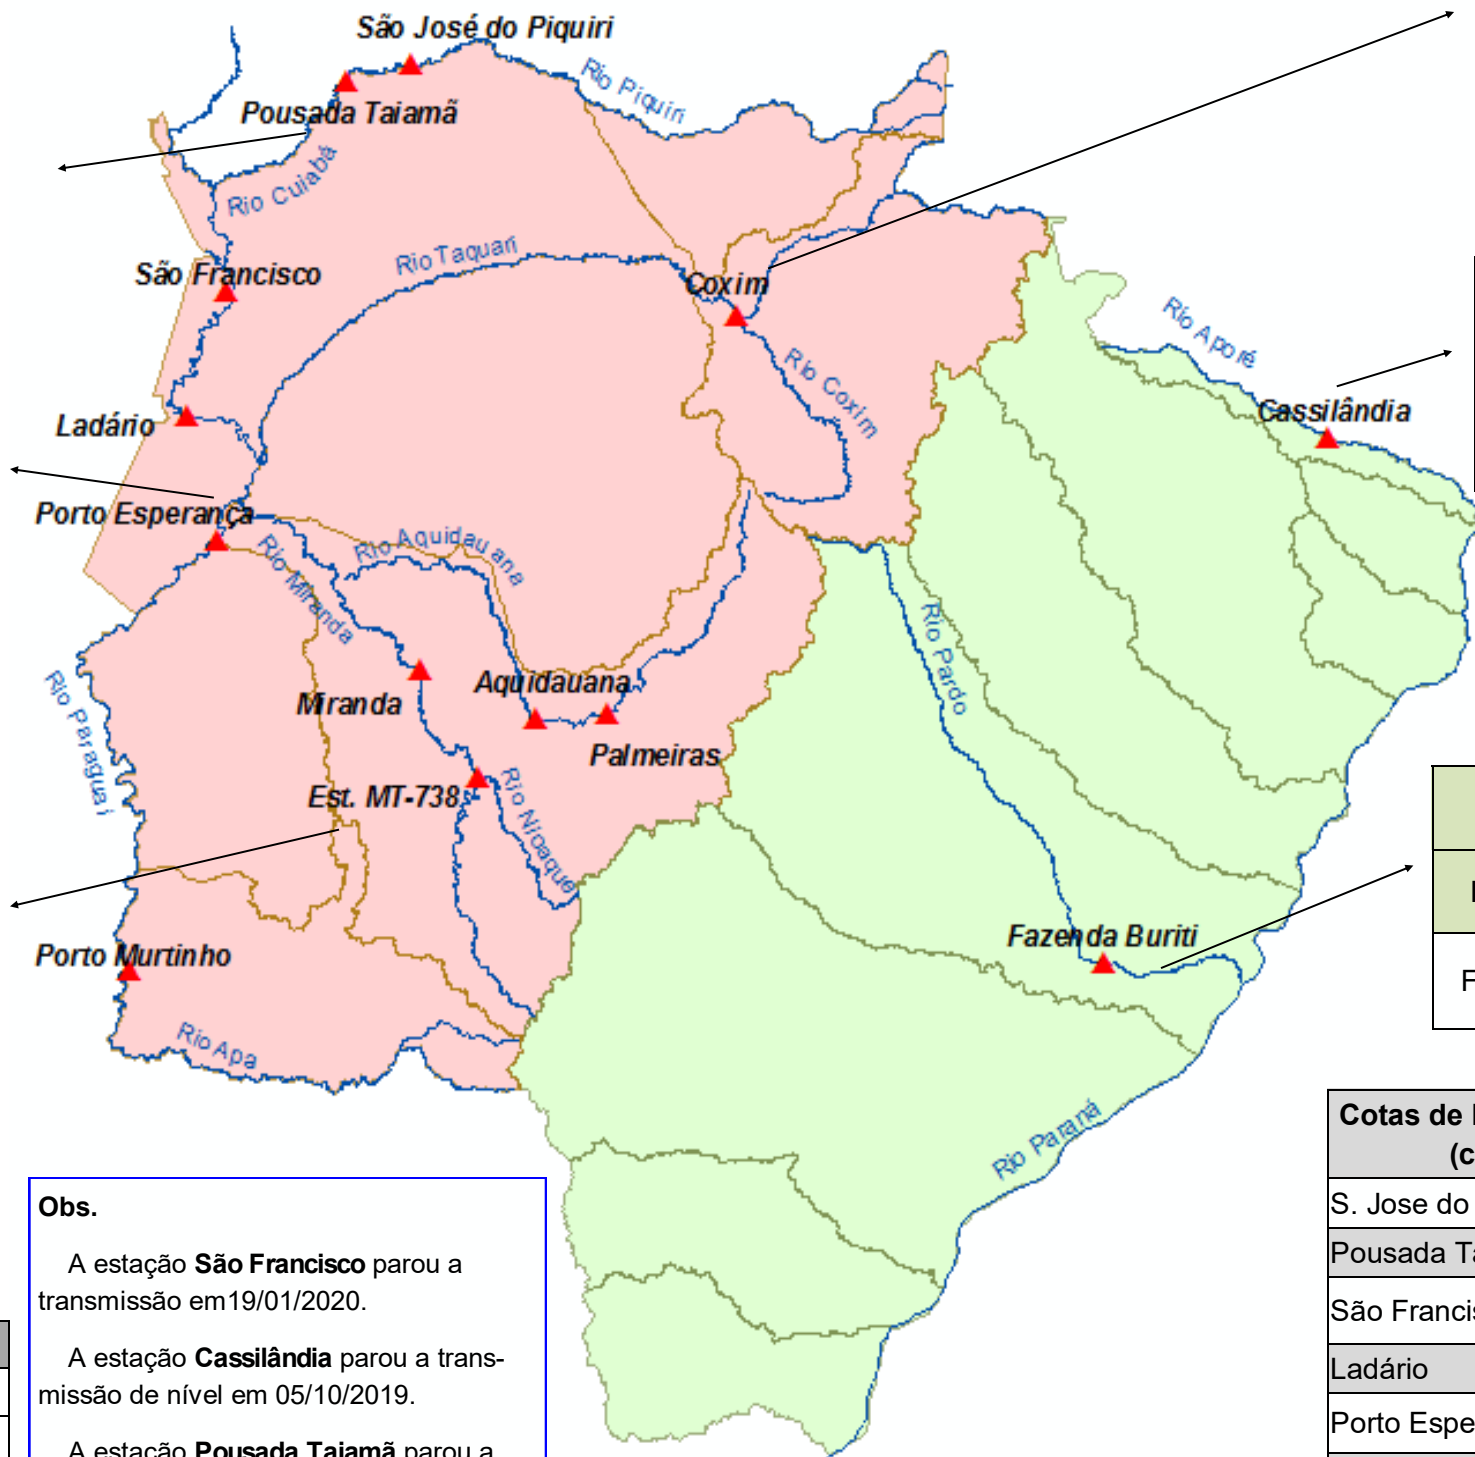 São José do Piquiri
Rio Piquiri
Pousada Taiamã
Rio Cuiabá
Rio Taquari
São Francisco
Coxim
Rio Aporé
Rio Coxim
Cassilândia
Ladário
Porto Esperança
Rio Aquidauana
Rio Miranda
Rio Pardo
Rio Paraguai
Aquidauana
Miranda
Palmeiras
Est. MT-738
Rio Nioaque
Fazenda Buriti
Porto Murtinho
F
Rio Apa
Rio Paraná
Obs.
A estação São Francisco parou a
transmissão em19/01/2020.
A estação Cassilândia parou a trans-
missão de nível em 05/10/2019.
A estação Pousada Taiamã parou a
Cotas de
(c
S. Jose do
Pousada Ta
São Francis
Ladário
Porto Espe